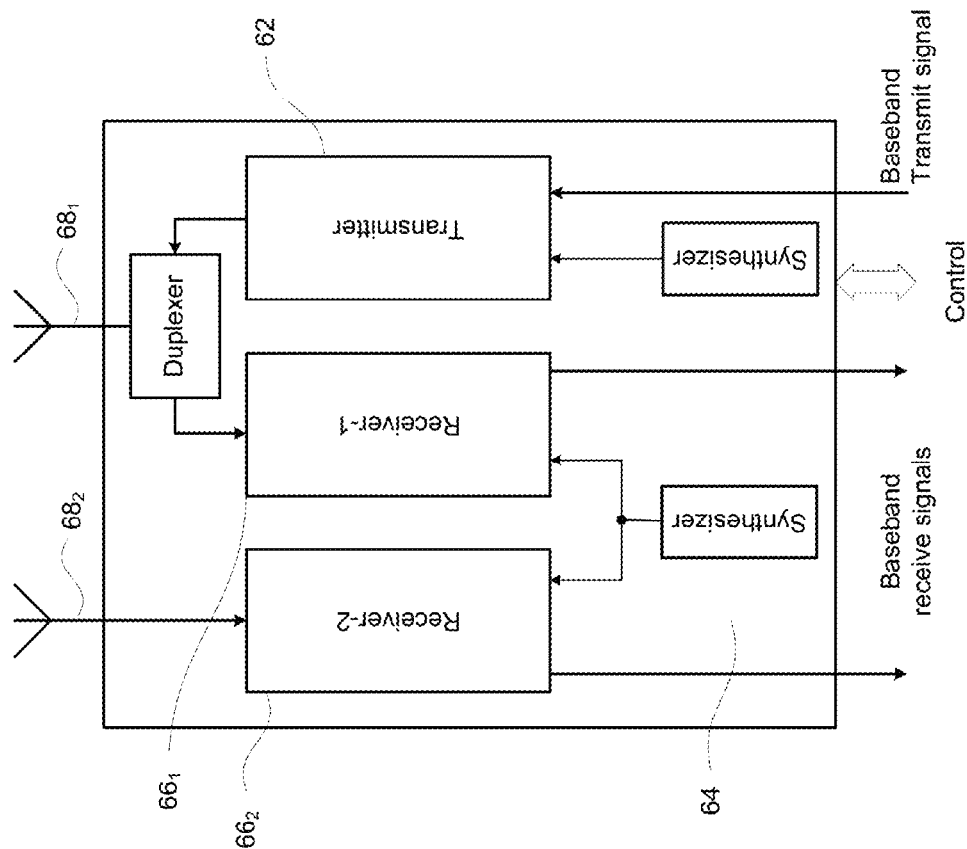 68₂
68₁
62
Duplexer
Receiver-2
Receiver-1
Transmitter
Synthesizer
Synthesizer
66₁
66₂
64
Baseband
receive signals
Control
Baseband
Transmit signal